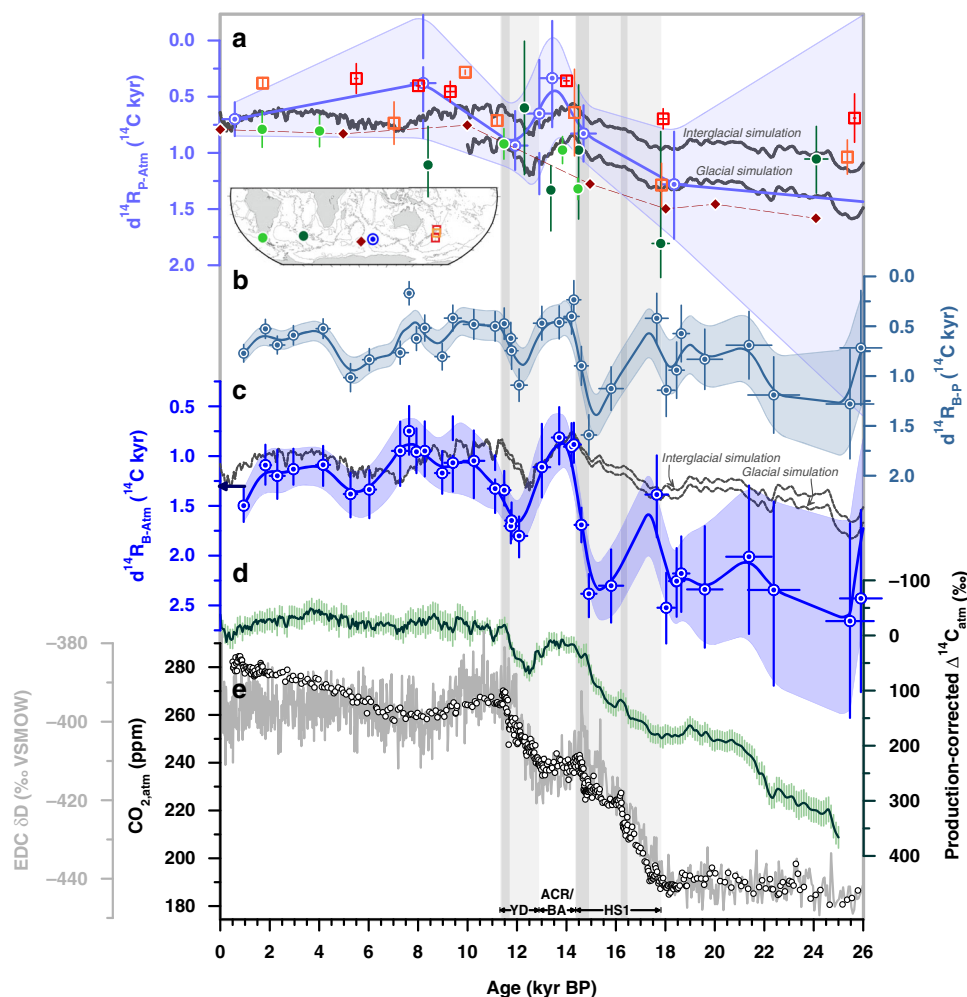 a
0.0
0.5
1.0
1.5
2.0
d¹⁴R_P-Atm (¹⁴C kyr)
Interglacial simulation
Glacial simulation
b
0.0
0.5
1.0
1.5
2.0
d¹⁴R_B-P (¹⁴C kyr)
c
0.5
1.0
1.5
2.0
2.5
d¹⁴R_B-Atm (¹⁴C kyr)
Interglacial simulation
Glacial simulation
d
−100
0
100
200
300
400
Production-corrected Δ ¹⁴C_atm (‰)
e
−380
−400
−420
−440
EDC δD (‰ VSMOW)
280
260
240
220
200
180
CO_2,atm (ppm)
ACR/
YD BA HS1
0 2 4 6 8 10 12 14 16 18 20 22 24 26
Age (kyr BP)